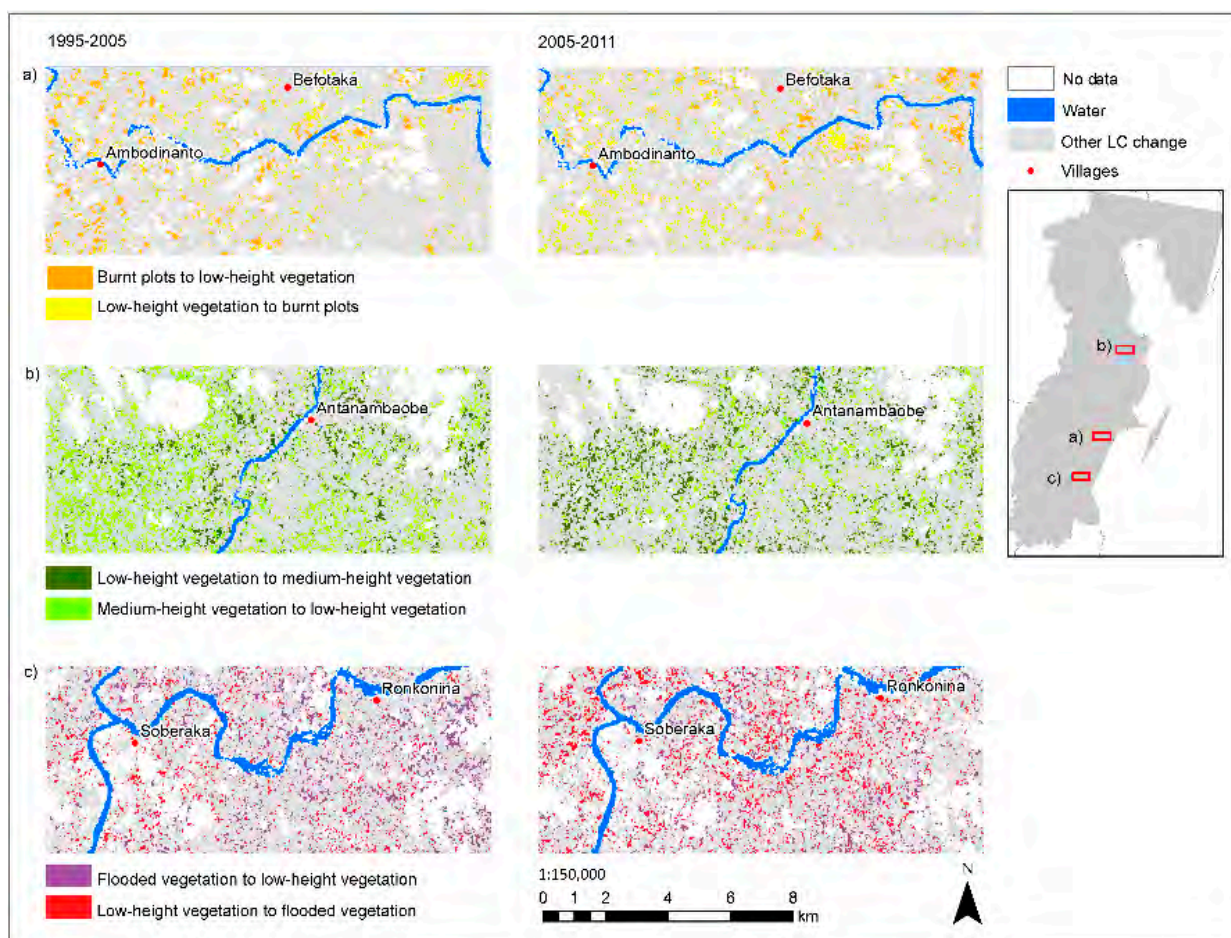 1995-2005
2005-2011
a)
Befotaka
Ambodinanto
Befotaka
Ambodinanto
No data
Water
Other LC change
Villages
Burnt plots to low-height vegetation
Low-height vegetation to burnt plots
b)
Antanambaobe
Antanambaobe
b)
a)
c)
Low-height vegetation to medium-height vegetation
Medium-height vegetation to low-height vegetation
c)
Ronkonina
Soberaka
Ronkonina
Soberaka
Flooded vegetation to low-height vegetation
Low-height vegetation to flooded vegetation
1:150,000
0 1 2 4 6 8
km
N